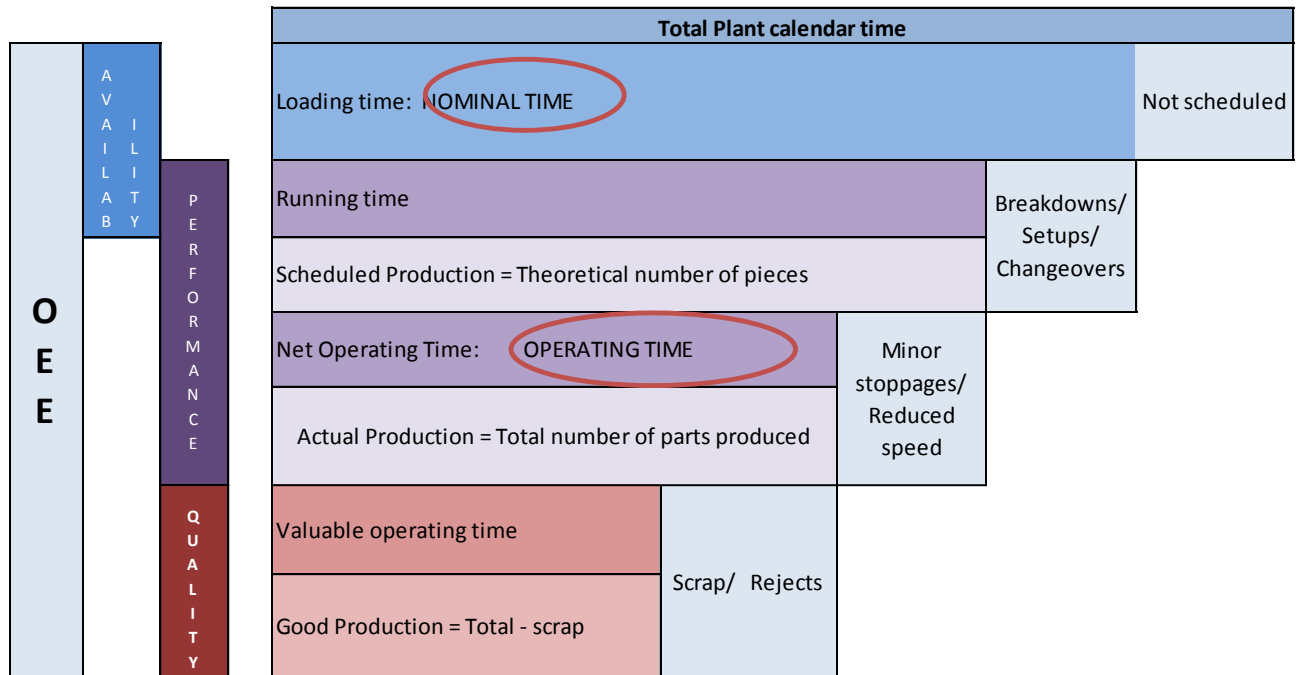 Total Plant calendar time
OEE
AVAILABILITY
Loading time: NOMINAL TIME
Not scheduled
PERFORMANCE
Running time
Breakdowns/
Setups/
Changeovers
Scheduled Production = Theoretical number of pieces
Net Operating Time: OPERATING TIME
Minor
stoppages/
Reduced
speed
Actual Production = Total number of parts produced
QUALITY
Valuable operating time
Scrap/ Rejects
Good Production = Total - scrap